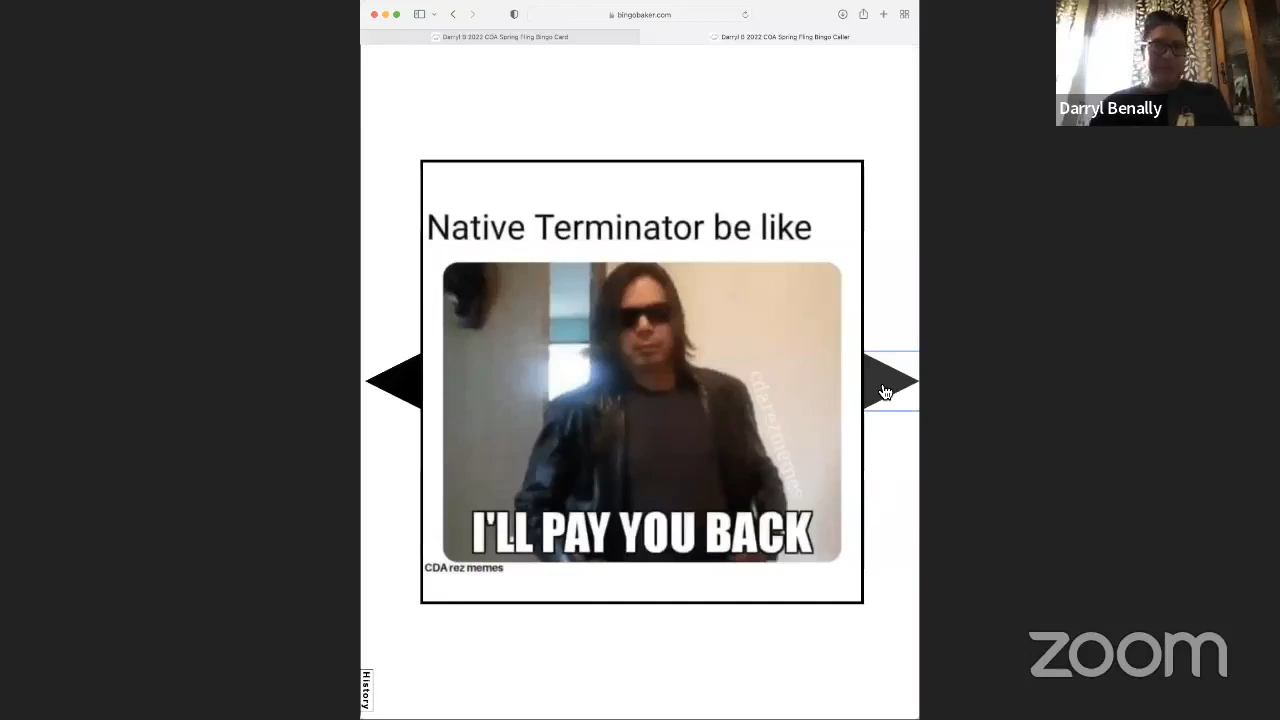 bingobaker.com
Darryl B 2022 CDA Spring Fling Bingo Card
Darryl B 2022 CDA Spring Fling Bingo Caller
Darryl Benally
Native Terminator be like
cdarezmemes
I'LL PAY YOU BACK
CDA rez memes
History
zoom